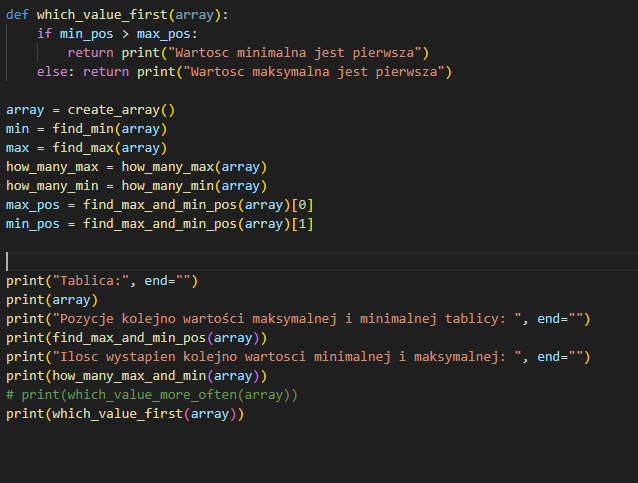 def which_value_first(array):
    if min_pos > max_pos:
        return print("Wartosc minimalna jest pierwsza")
    else: return print("Wartosc maksymalna jest pierwsza")
array = create_array()
min = find_min(array)
max = find_max(array)
how_many_max = how_many_max(array)
how_many_min = how_many_min(array)
max_pos = find_max_and_min_pos(array)[0]
min_pos = find_max_and_min_pos(array)[1]
print("Tablica:", end="")
print(array)
print("Pozycje kolejno wartości maksymalnej i minimalnej tablicy: ", end="")
print(find_max_and_min_pos(array))
print("Ilosc wystapien kolejno wartosci minimalnej i maksymalnej: ", end="")
print(how_many_max_and_min(array))
# print(which_value_more_often(array))
print(which_value_first(array))